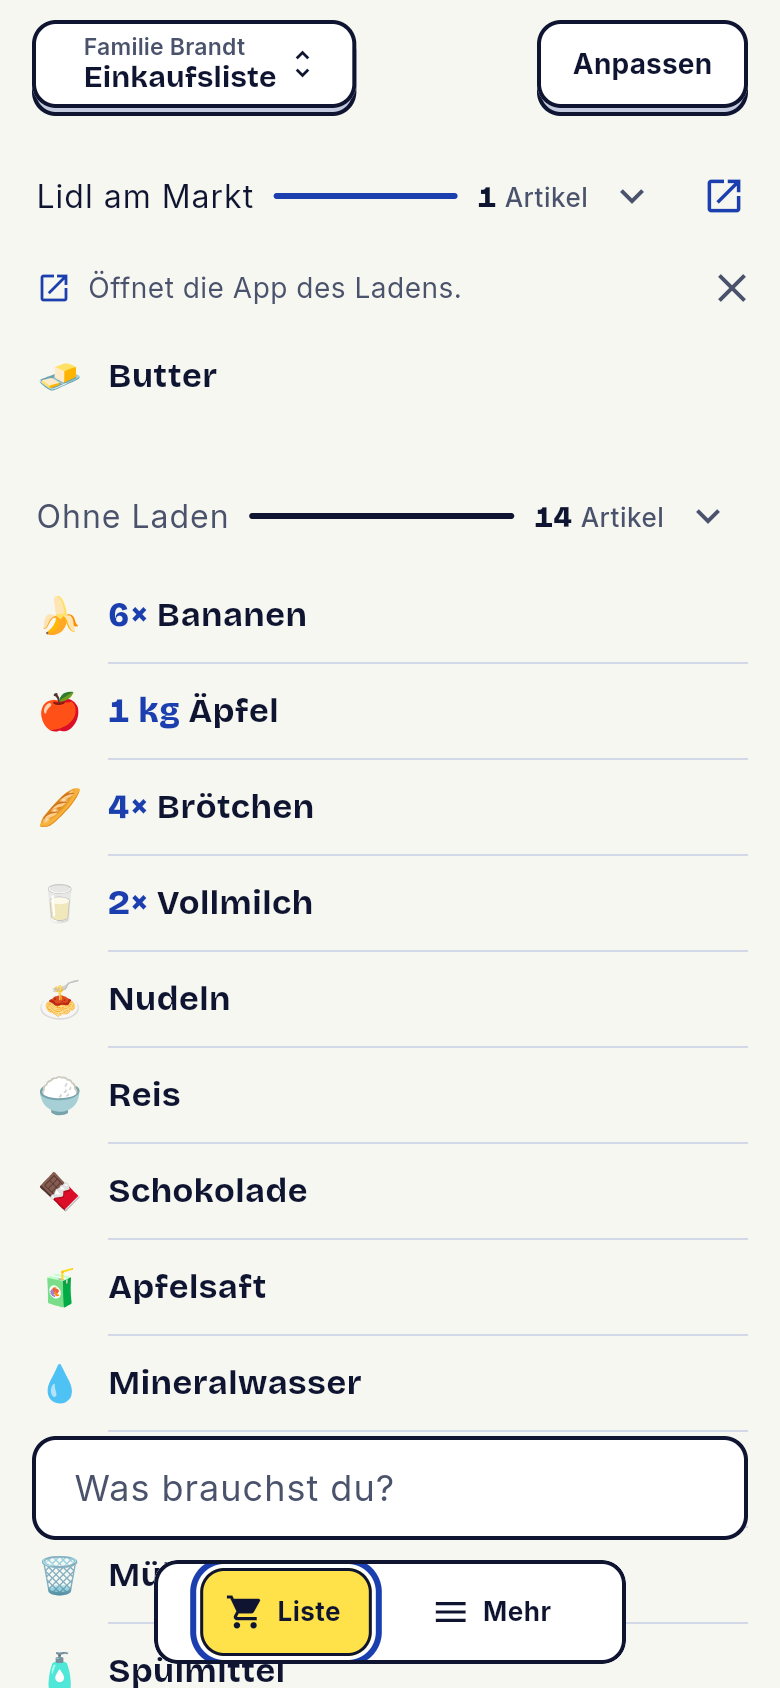 Familie Brandt
Einkaufsliste
Anpassen
Lidl am Markt 1 Artikel
Öffnet die App des Ladens.
Butter
Ohne Laden 14 Artikel
6× Bananen
1 kg Äpfel
4× Brötchen
2× Vollmilch
Nudeln
Reis
Schokolade
Apfelsaft
Mineralwasser
Was brauchst du?
Liste
Mehr
Spülmittel